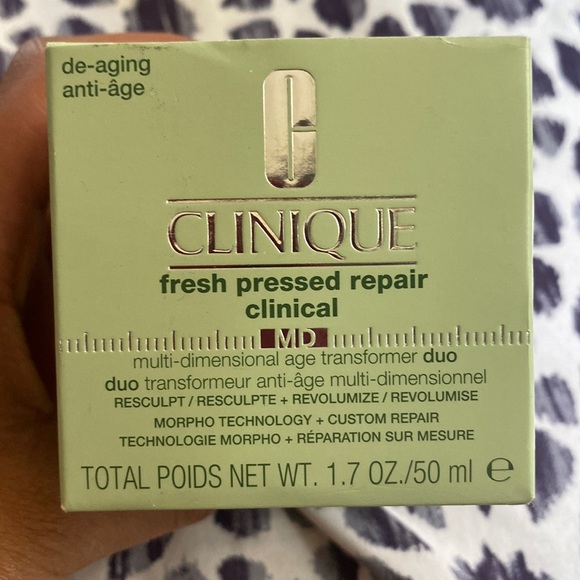 de-aging
anti-âge
C
CLINIQUE
fresh pressed repair
clinical
MD
multi-dimensional age transformer duo
duo transformeur anti-âge multi-dimensionnel
RESCULPT / RESCULPTE + REVOLUMIZE / REVOLUMISE
MORPHO TECHNOLOGY + CUSTOM REPAIR
TECHNOLOGIE MORPHO + RÉPARATION SUR MESURE
TOTAL POIDS NET WT. 1.7 OZ./50 ml ℮